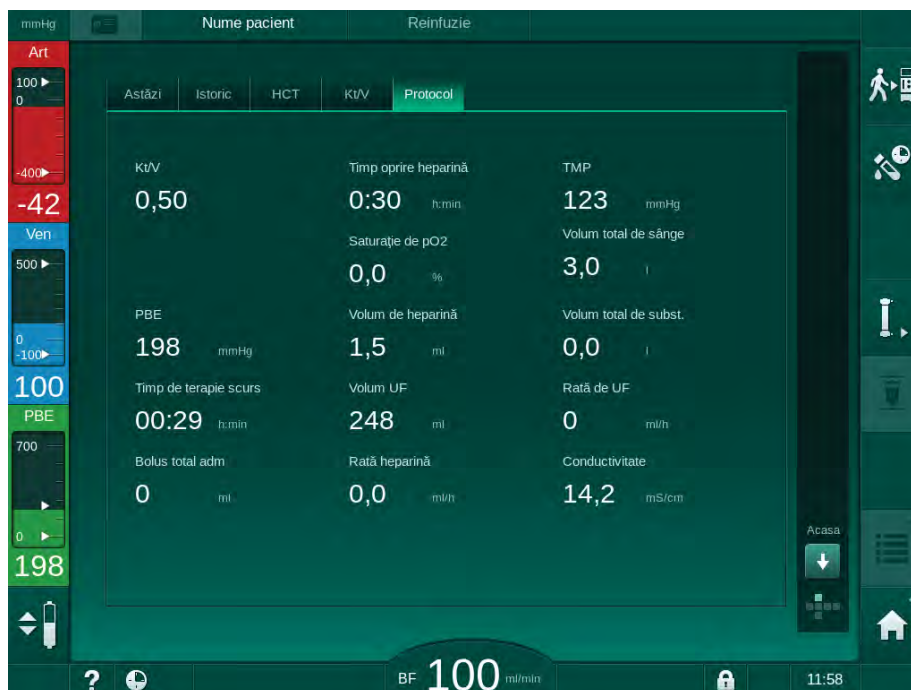 mmHg Nume pacient Reinfuzie
Art
100
0
-400
-42
Ven
500
0
-100
100
PBE
700
0
198
Astăzi Istoric HCT Kt/V Protocol
Kt/V Timp oprire heparină TMP
0,50 0:30 h:min 123 mmHg
Saturaţie de pO2 Volum total de sânge
0,0 % 3,0 l
PBE Volum de heparină Volum total de subst.
198 mmHg 1,5 ml 0,0 l
Timp de terapie scurs Volum UF Rată de UF
00:29 h:min 248 ml 0 ml/h
Bolus total adm Rată heparină Conductivitate
0 ml 0,0 ml/h 14,2 mS/cm
Acasa
? BF 100 ml/min 11:58